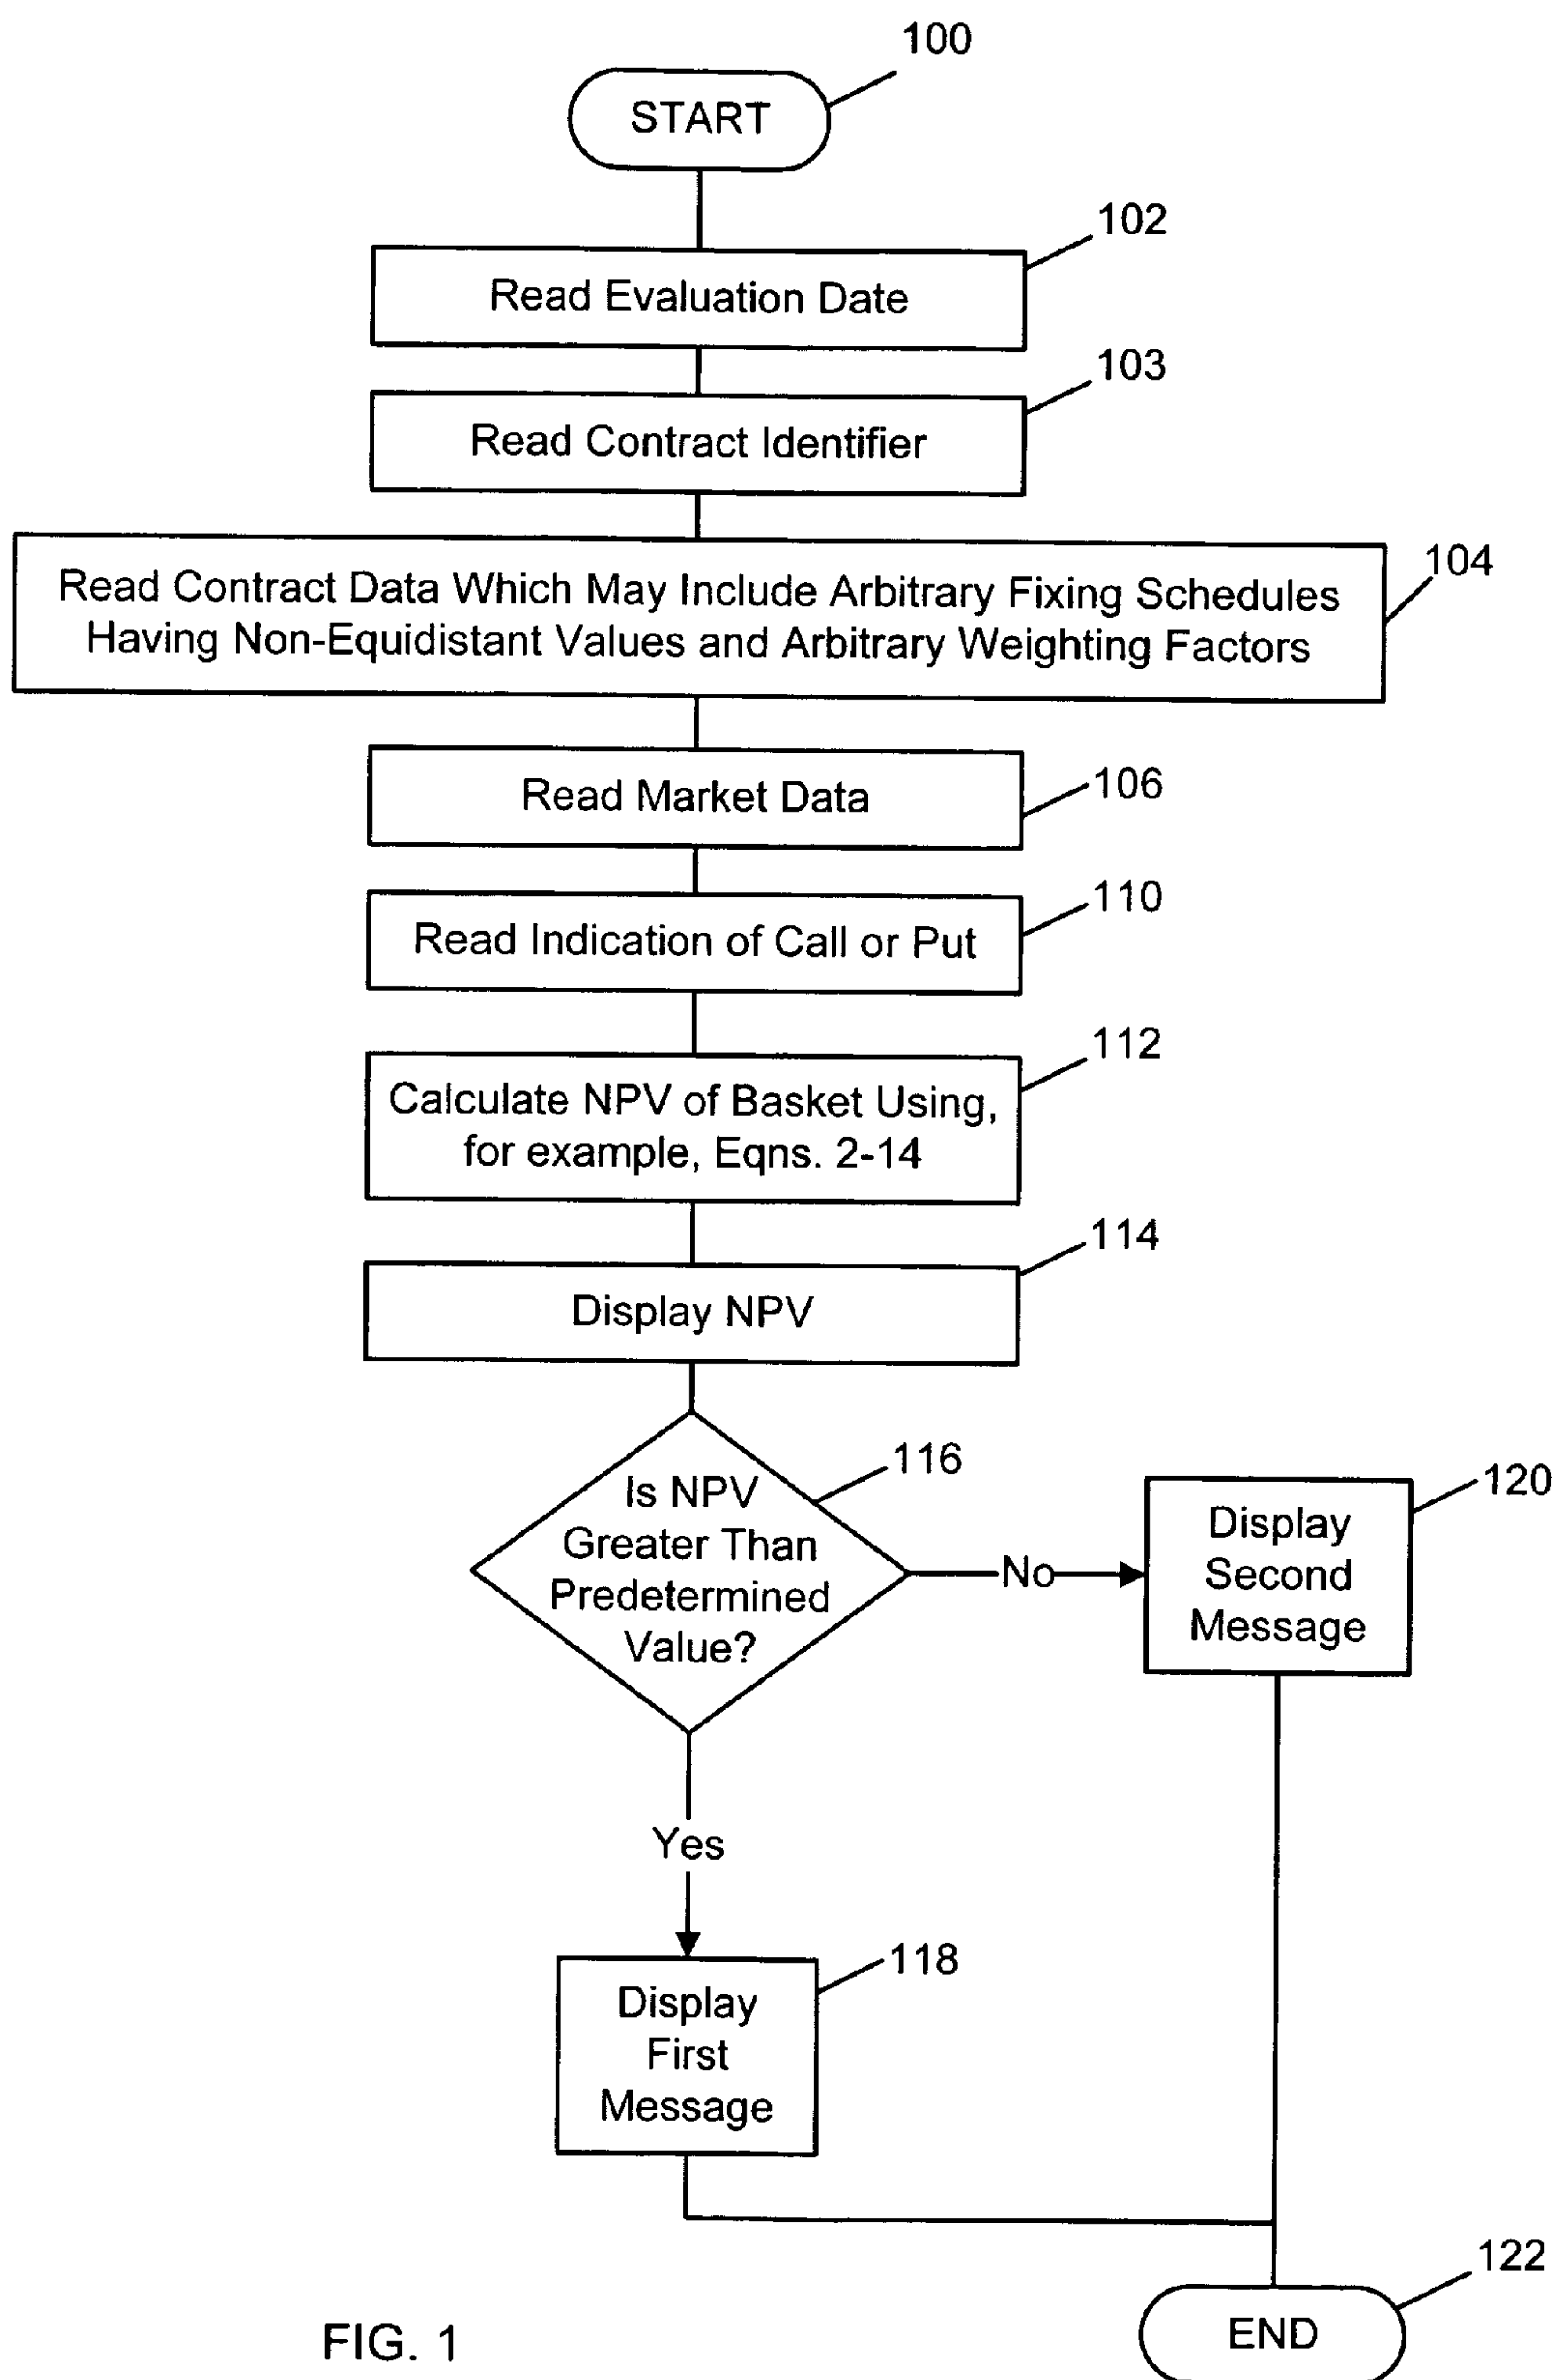 100
START
102
Read Evaluation Date
103
Read Contract Identifier
104
Read Contract Data Which May Include Arbitrary Fixing Schedules
Having Non-Equidistant Values and Arbitrary Weighting Factors
106
Read Market Data
110
Read Indication of Call or Put
112
Calculate NPV of Basket Using,
for example, Eqns. 2-14
114
Display NPV
116
Is NPV
Greater Than
Predetermined
Value?
No
120
Display
Second
Message
Yes
118
Display
First
Message
122
END
FIG. 1